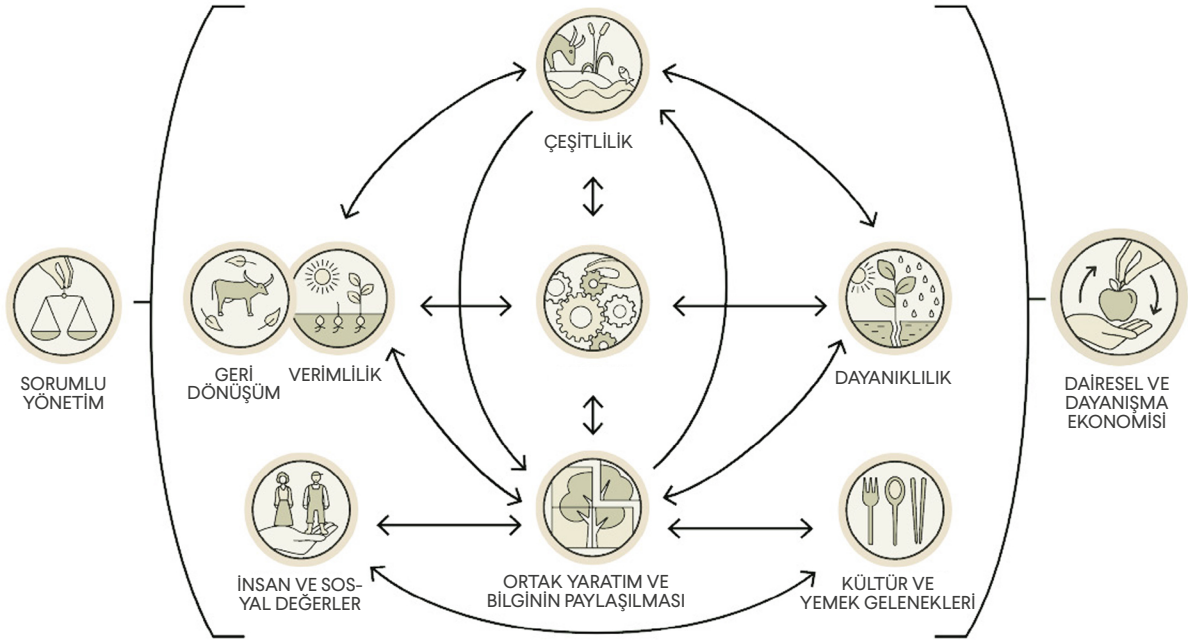 ÇEŞİTLİLİK
SORUMLU
YÖNETİM
GERİ
DÖNÜŞÜM
VERİMLİLİK
DAYANIKLILIK
DAİRESEL VE
DAYANIŞMA
EKONOMİSİ
İNSAN VE SOS-
YAL DEĞERLER
ORTAK YARATIM VE
BİLGİNİN PAYLAŞILMASI
KÜLTÜR VE
YEMEK GELENEKLERİ